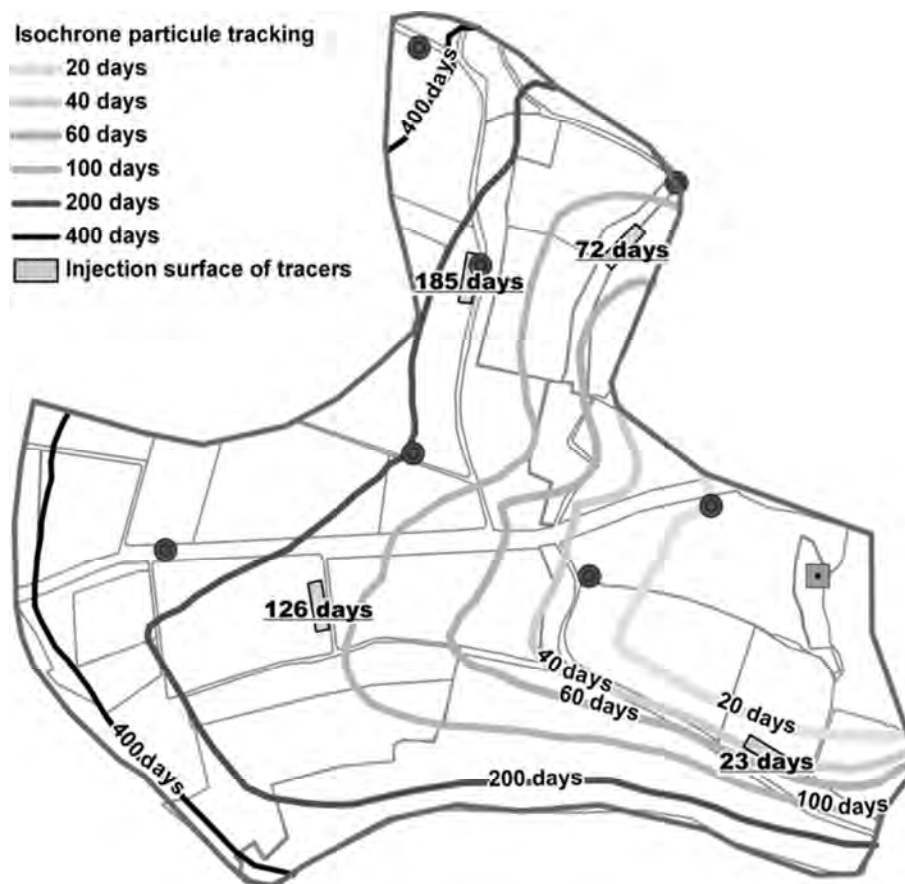 Isochrone particule tracking
20 days
40 days
60 days
100 days
200 days
400 days
Injection surface of tracers
400 days
72 days
185 days
126 days
40 days
60 days
20 days
23 days
400 days
200 days
100 days